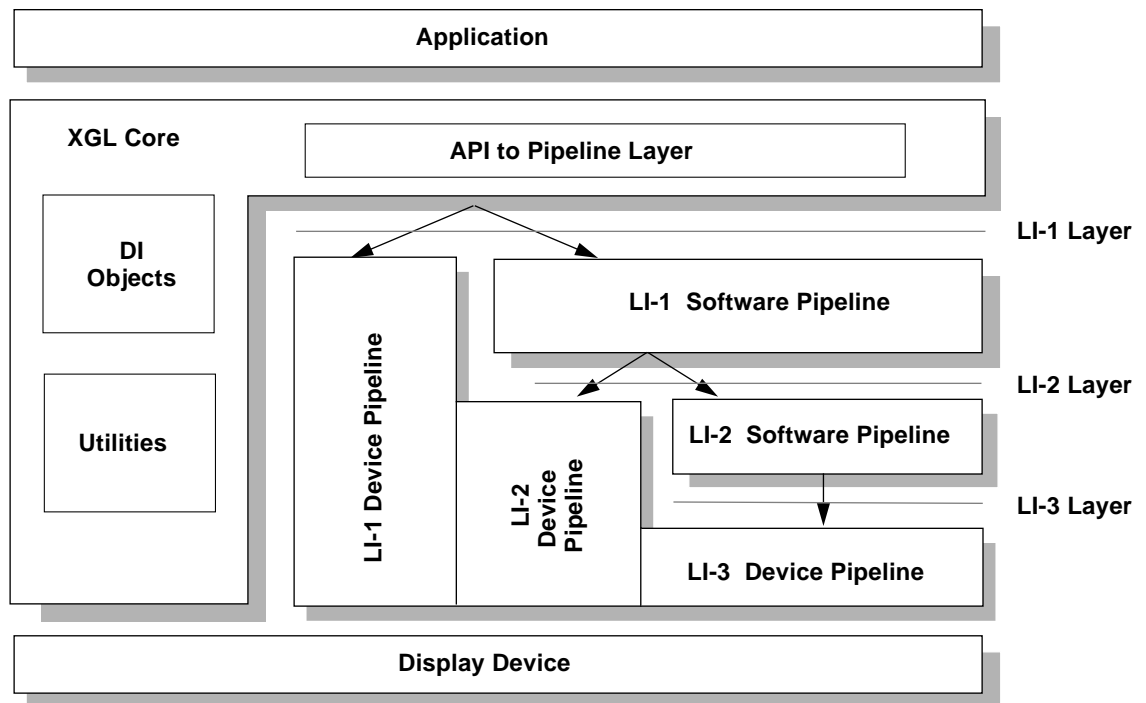 Application
XGL Core
API to Pipeline Layer
DI
Objects
Utilities
LI-1 Layer
LI-1 Software Pipeline
LI-1 Device Pipeline
LI-2 Layer
LI-2 Software Pipeline
LI-2
Device
Pipeline
LI-3 Layer
LI-3 Device Pipeline
Display Device